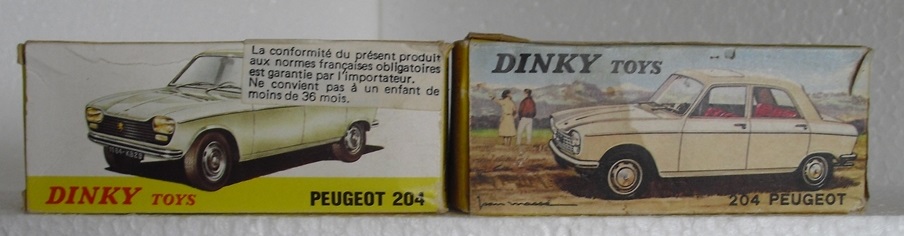 La conformité du présent produit
aux normes françaises obligatoires
est garantie par l'importateur.
Ne convient pas à un enfant de
moins de 36 mois.
DINKY TOYS
PEUGEOT 204
DINKY TOYS
204 PEUGEOT